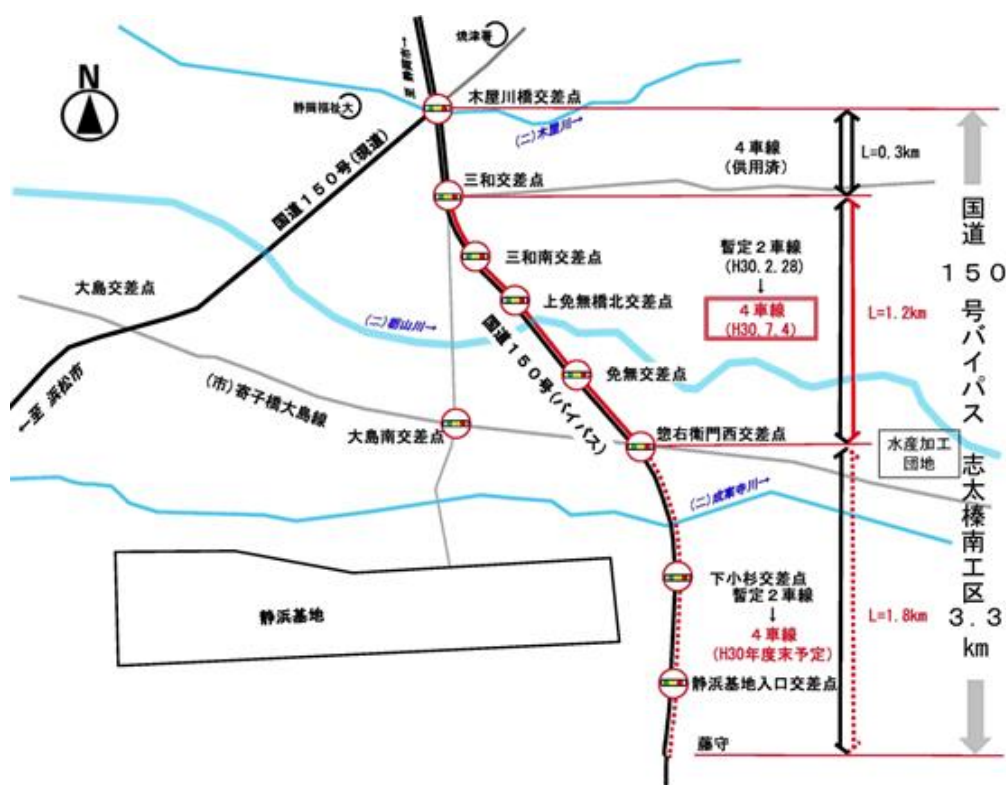 至 静岡市→
焼津署
N
静岡福祉大
木屋川橋交差点
(二)木屋川→
国道150号(現道)
4車線
(供用済)
L=0.3km
三和交差点
三和南交差点
暫定2車線
(H30.2.28)
↓
4車線
(H30.7.4)
L=1.2km
大島交差点
上免無橋北交差点
(二)栃山川→
国道150号(バイパス)
免無交差点
←至 浜松市
(市)寄子橋大島線
大島南交差点
惣右衛門西交差点
水産加工
団地
(二)成案寺川→
下小杉交差点
暫定2車線
↓
4車線
(H30年度末予定)
L=1.8km
静浜基地
静浜基地入口交差点
藤守
国道150号バイパス 志太榛南工区3.3km